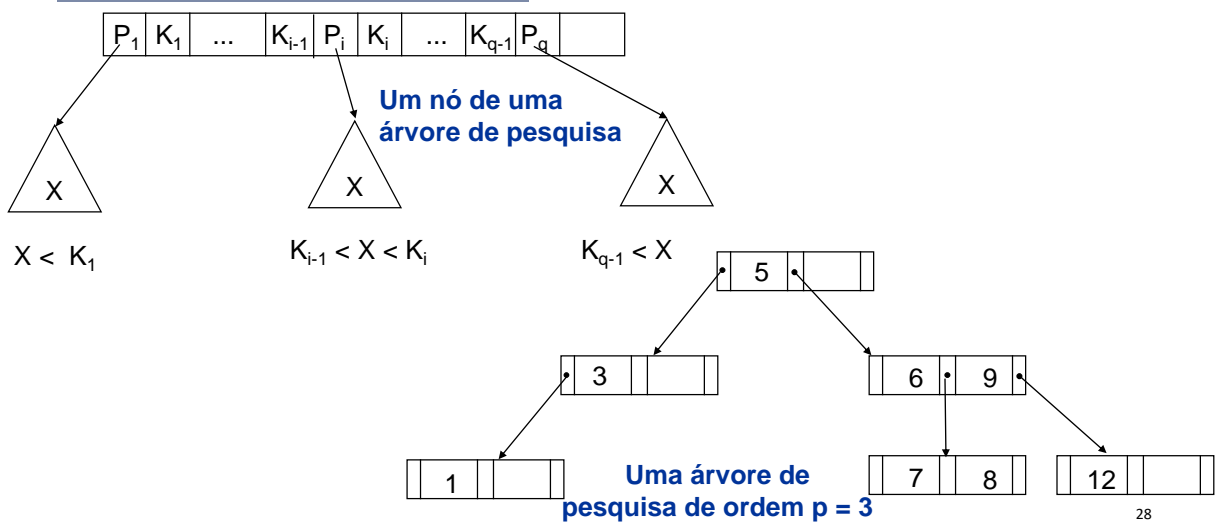 P1 K1 ... Ki-1 Pi Ki ... Kq-1 Pq
Um nó de uma
árvore de pesquisa
X X X
X < K1 Ki-1 < X < Ki Kq-1 < X
5
3 6 9
1 7 8 12
Uma árvore de
pesquisa de ordem p = 3
28